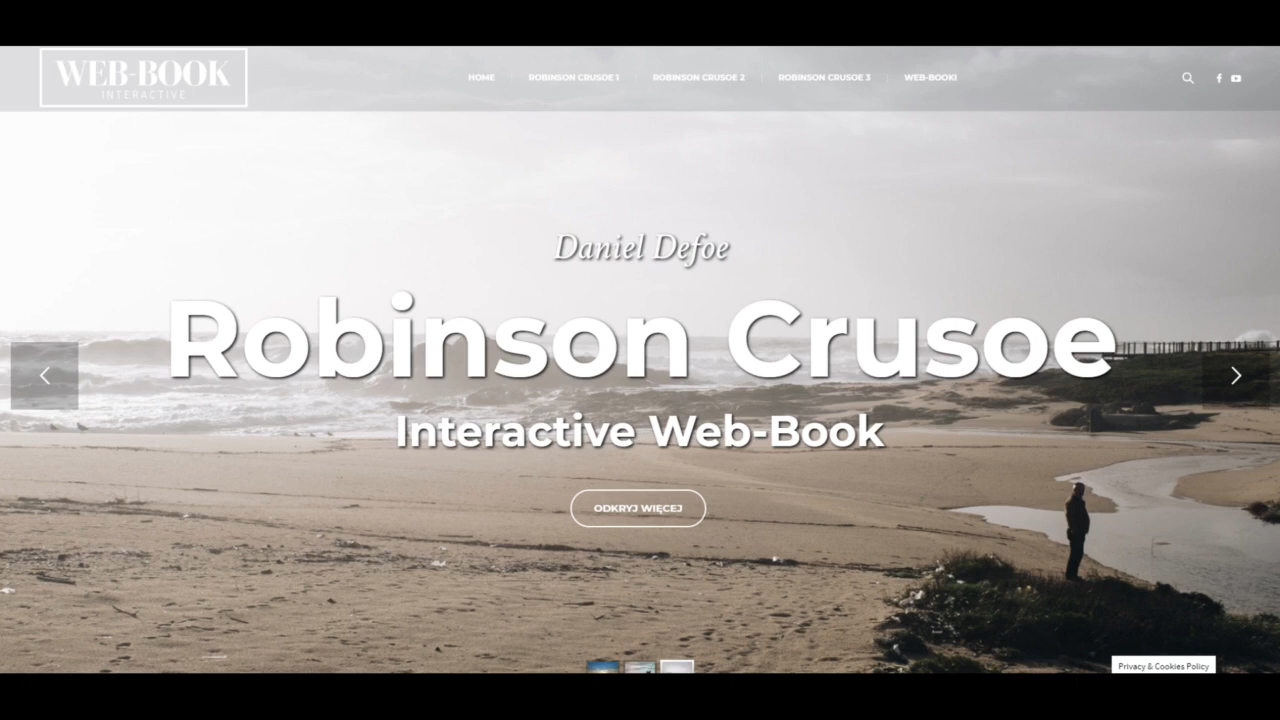 WEB-BOOK
INTERACTIVE
HOME
ROBINSON CRUSOE 1
ROBINSON CRUSOE 2
ROBINSON CRUSOE 3
WEB-BOOKI
Daniel Defoe
Robinson Crusoe
Interactive Web-Book
ODKRYJ WIĘCEJ
Privacy & Cookies Policy